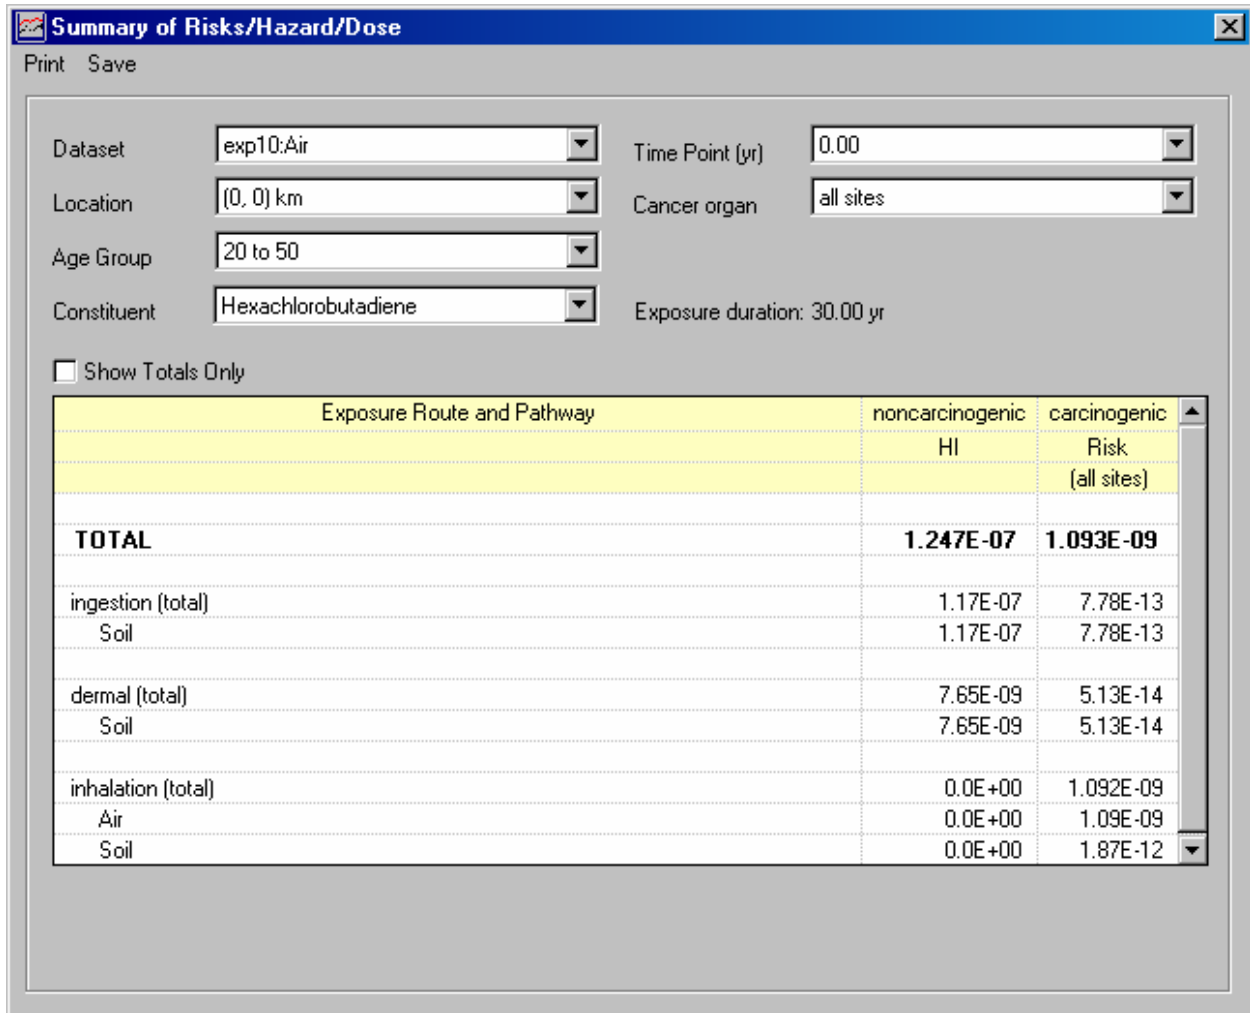 Summary of Risks/Hazard/Dose
Print Save
Dataset exp10:Air Time Point (yr) 0.00
Location (0, 0) km Cancer organ all sites
Age Group 20 to 50
Constituent Hexachlorobutadiene Exposure duration: 30.00 yr
Show Totals Only
Exposure Route and Pathway noncarcinogenic carcinogenic
HI Risk
(all sites)
TOTAL 1.247E-07 1.093E-09
ingestion (total) 1.17E-07 7.78E-13
Soil 1.17E-07 7.78E-13
dermal (total) 7.65E-09 5.13E-14
Soil 7.65E-09 5.13E-14
inhalation (total) 0.0E+00 1.092E-09
Air 0.0E+00 1.09E-09
Soil 0.0E+00 1.87E-12